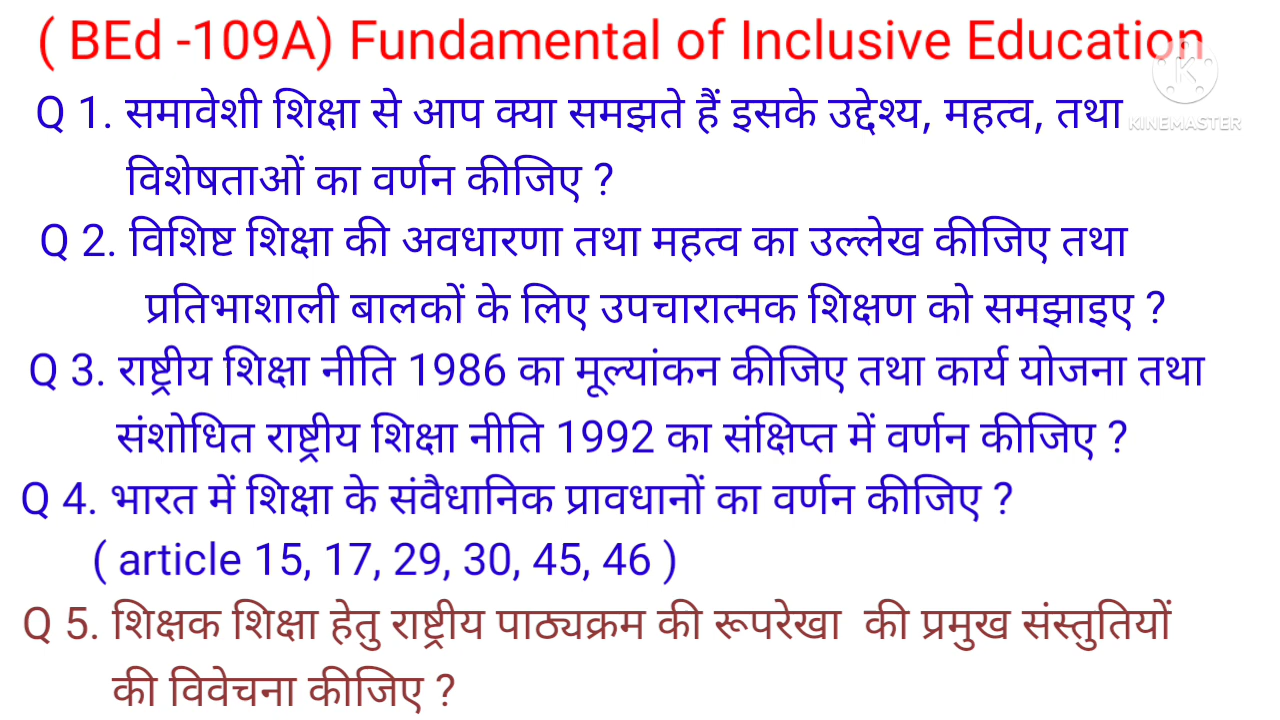 ( BEd -109A) Fundamental of Inclusive Education
KINEMASTER
Q 1. समावेशी शिक्षा से आप क्या समझते हैं इसके उद्देश्य, महत्व, तथा
विशेषताओं का वर्णन कीजिए ?
Q 2. विशिष्ट शिक्षा की अवधारणा तथा महत्व का उल्लेख कीजिए तथा
प्रतिभाशाली बालकों के लिए उपचारात्मक शिक्षण को समझाइए ?
Q 3. राष्ट्रीय शिक्षा नीति 1986 का मूल्यांकन कीजिए तथा कार्य योजना तथा
संशोधित राष्ट्रीय शिक्षा नीति 1992 का संक्षिप्त में वर्णन कीजिए ?
Q 4. भारत में शिक्षा के संवैधानिक प्रावधानों का वर्णन कीजिए ?
( article 15, 17, 29, 30, 45, 46 )
Q 5. शिक्षक शिक्षा हेतु राष्ट्रीय पाठ्यक्रम की रूपरेखा की प्रमुख संस्तुतियों
की विवेचना कीजिए ?